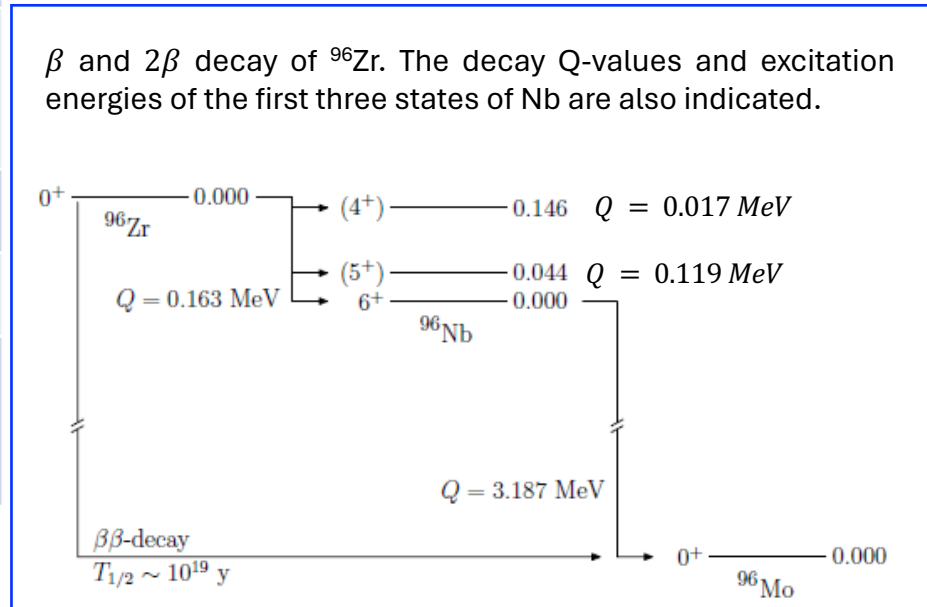 β and 2β decay of ⁹⁶Zr. The decay Q-values and excitation
energies of the first three states of Nb are also indicated.
0⁺ 0.000 (4⁺) 0.146 Q = 0.017 MeV
⁹⁶Zr
(5⁺) 0.044 Q = 0.119 MeV
Q = 0.163 MeV 6⁺ 0.000
⁹⁶Nb
Q = 3.187 MeV
ββ-decay
0⁺ 0.000
T₁/₂ ∼ 10¹⁹ y
⁹⁶Mo